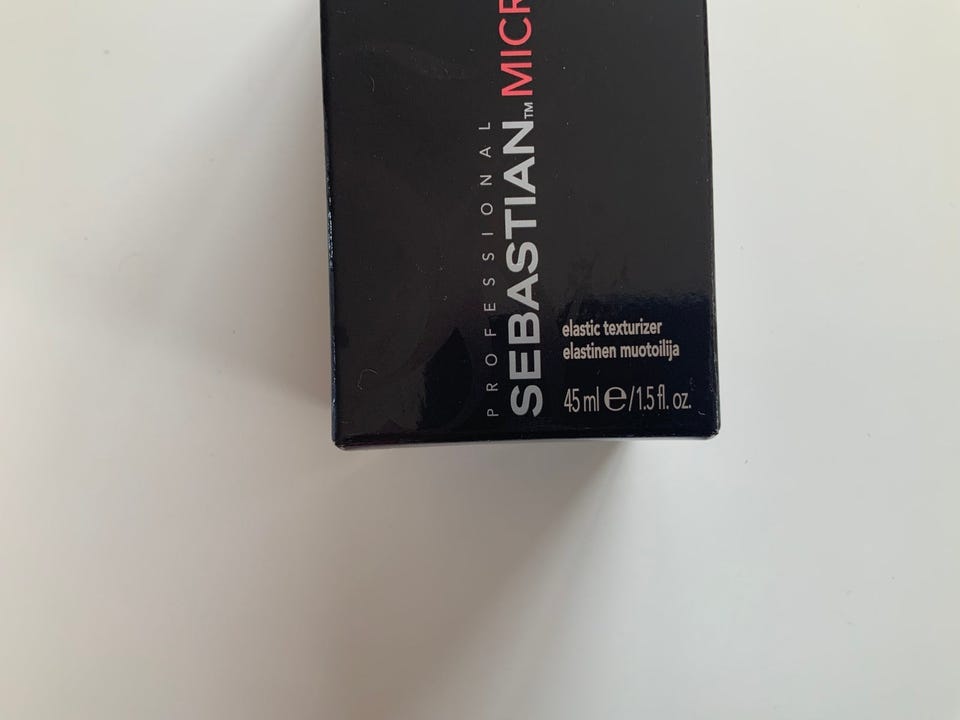 PROFESSIONAL
SEBASTIAN™ MICR
elastic texturizer
elastinen muotoilija
45 ml ℮/1.5 fl. oz.